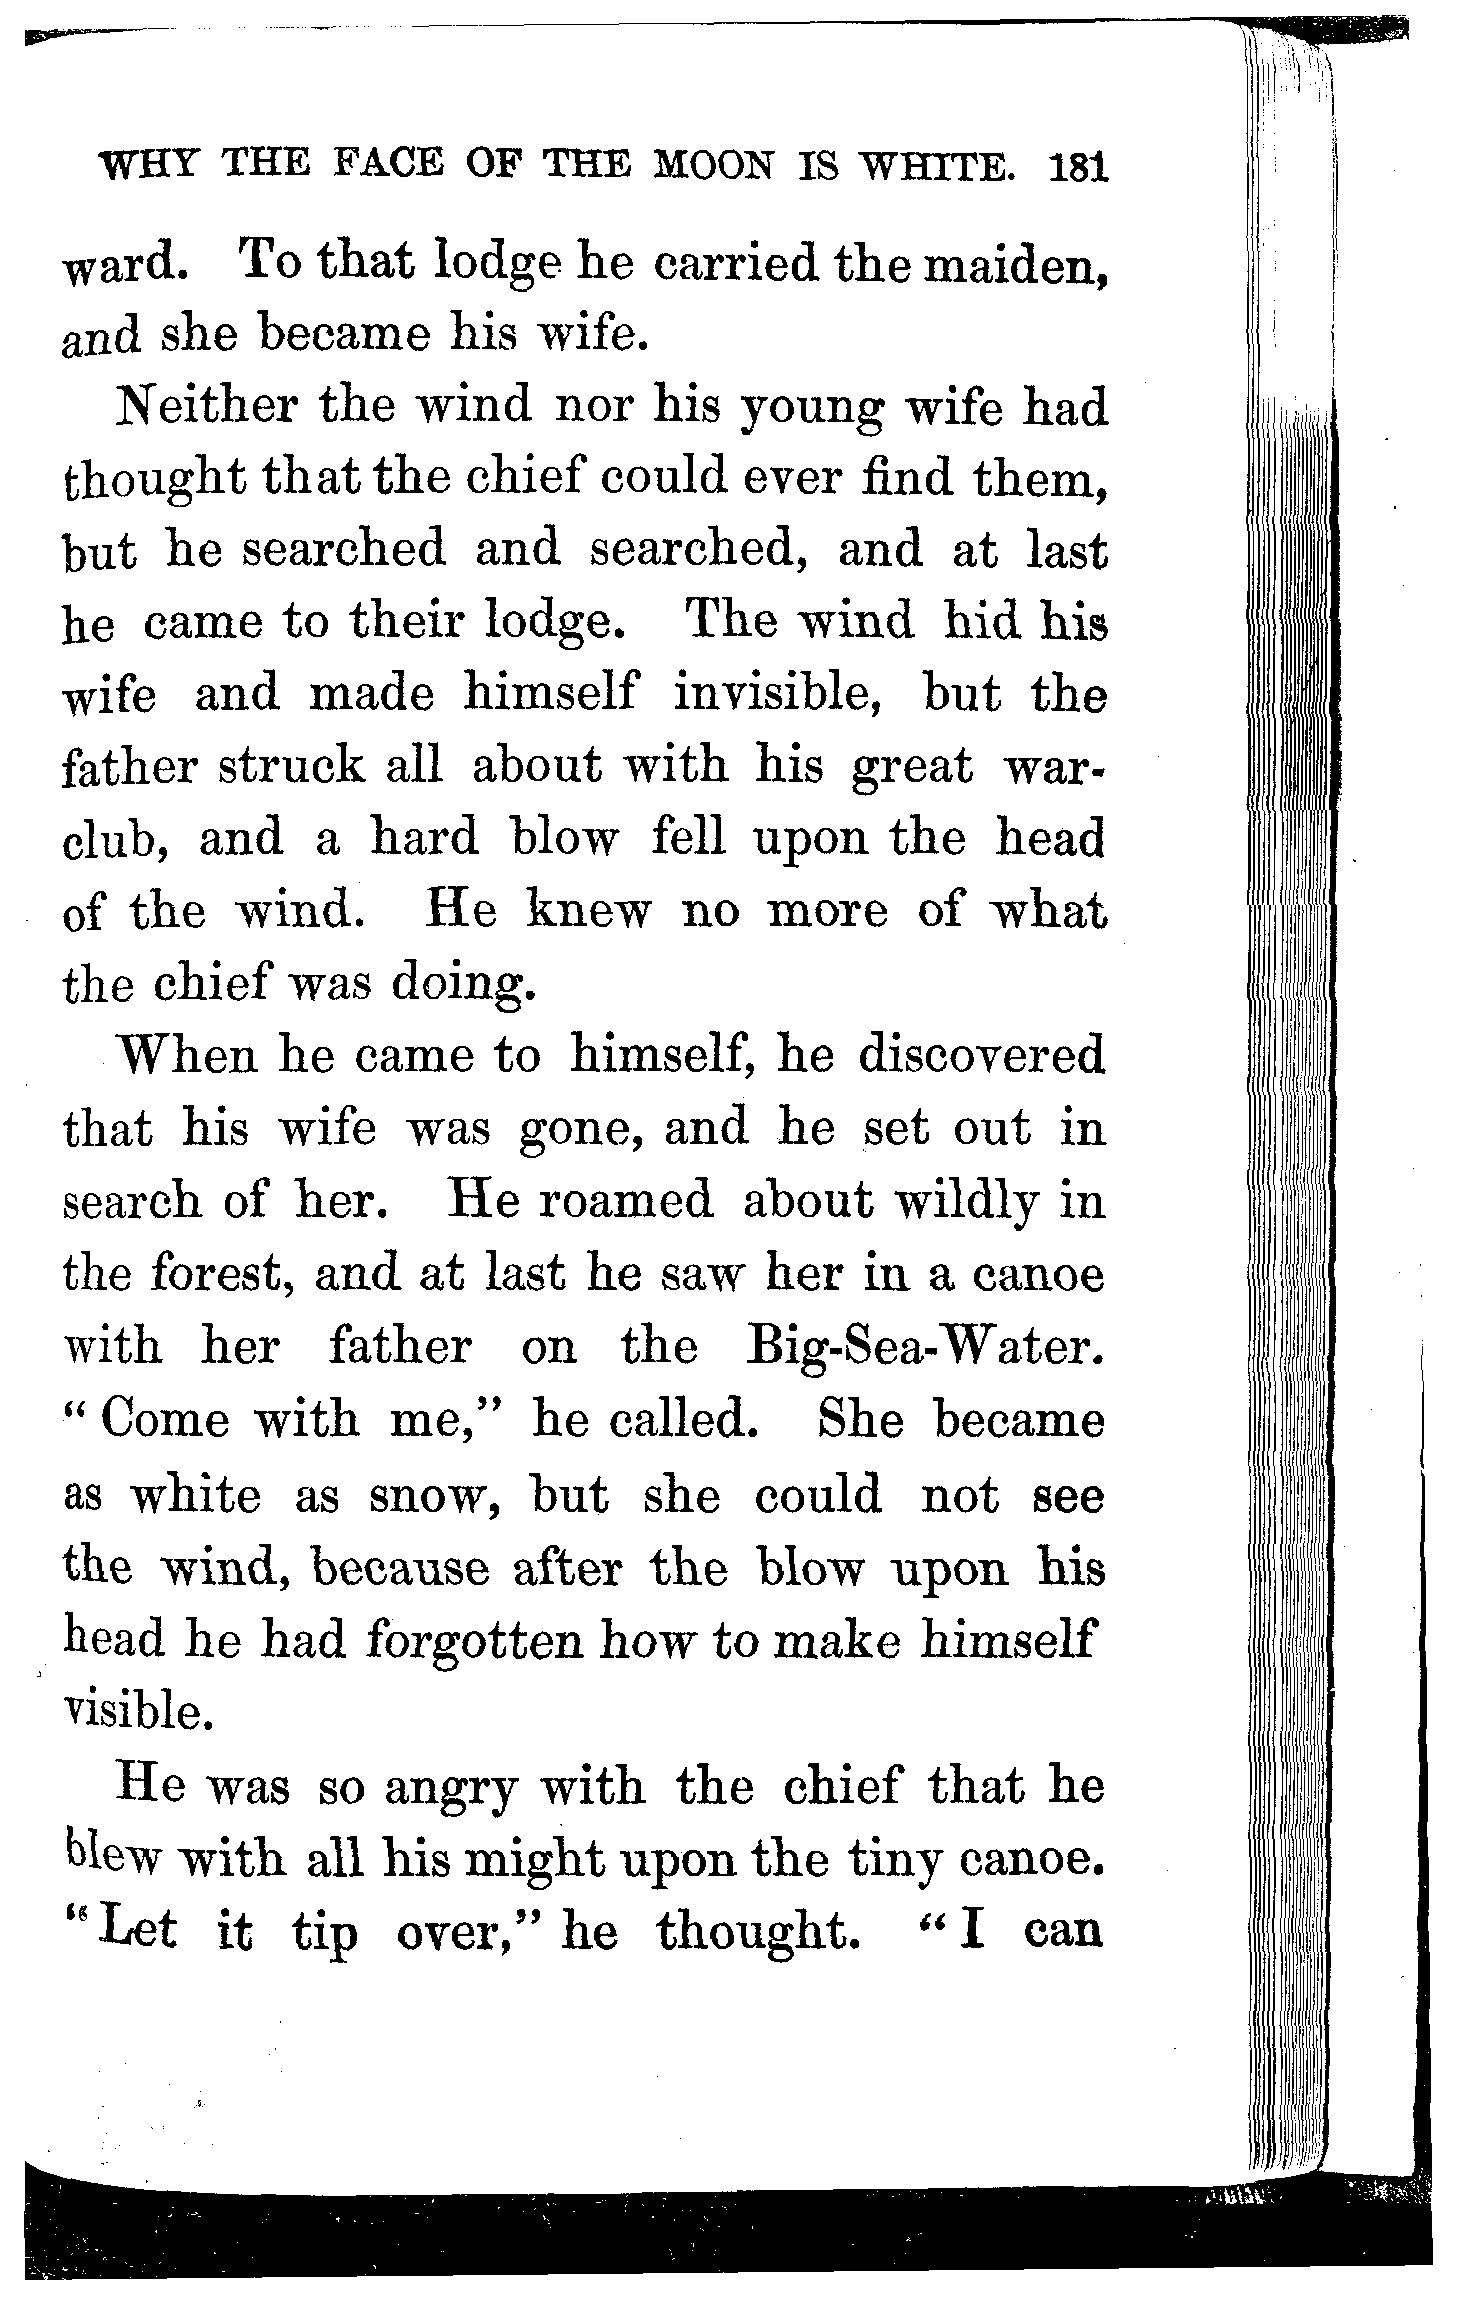 WHY THE FACE OF THE MOON IS WHITE. 181
ward. To that lodge he carried the maiden,
and she became his wife.
Neither the wind nor his young wife had
thought that the chief could ever find them,
but he searched and searched, and at last
he came to their lodge. The wind hid his
wife and made himself invisible, but the
father struck all about with his great war-
club, and a hard blow fell upon the head
of the wind. He knew no more of what
the chief was doing.
When he came to himself, he discovered
that his wife was gone, and he set out in
search of her. He roamed about wildly in
the forest, and at last he saw her in a canoe
with her father on the Big-Sea-Water.
“Come with me,” he called. She became
as white as snow, but she could not see
the wind, because after the blow upon his
head he had forgotten how to make himself
visible.
He was so angry with the chief that he
blew with all his might upon the tiny canoe.
“Let it tip over,” he thought. “I can